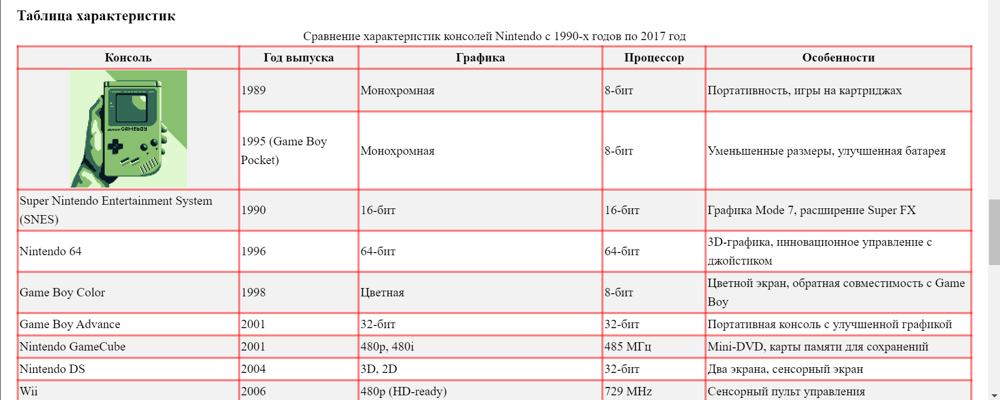 Таблица характеристик
Сравнение характеристик консолей Nintendo с 1990-х годов по 2017 год
Консоль Год выпуска Графика Процессор Особенности
GAMEBOY
1989 Монохромная 8-бит Портативность, игры на картриджах
1995 (Game Boy
Pocket) Монохромная 8-бит Уменьшенные размеры, улучшенная батарея
Super Nintendo Entertainment System
(SNES) 1990 16-бит 16-бит Графика Mode 7, расширение Super FX
Nintendo 64 1996 64-бит 64-бит 3D-графика, инновационное управление с
джойстиком
Game Boy Color 1998 Цветная 8-бит Цветной экран, обратная совместимость с Game
Boy
Game Boy Advance 2001 32-бит 32-бит Портативная консоль с улучшенной графикой
Nintendo GameCube 2001 480p, 480i 485 МГц Mini-DVD, карты памяти для сохранений
Nintendo DS 2004 3D, 2D 32-бит Два экрана, сенсорный экран
Wii 2006 480p (HD-ready) 729 MHz Сенсорный пульт управления